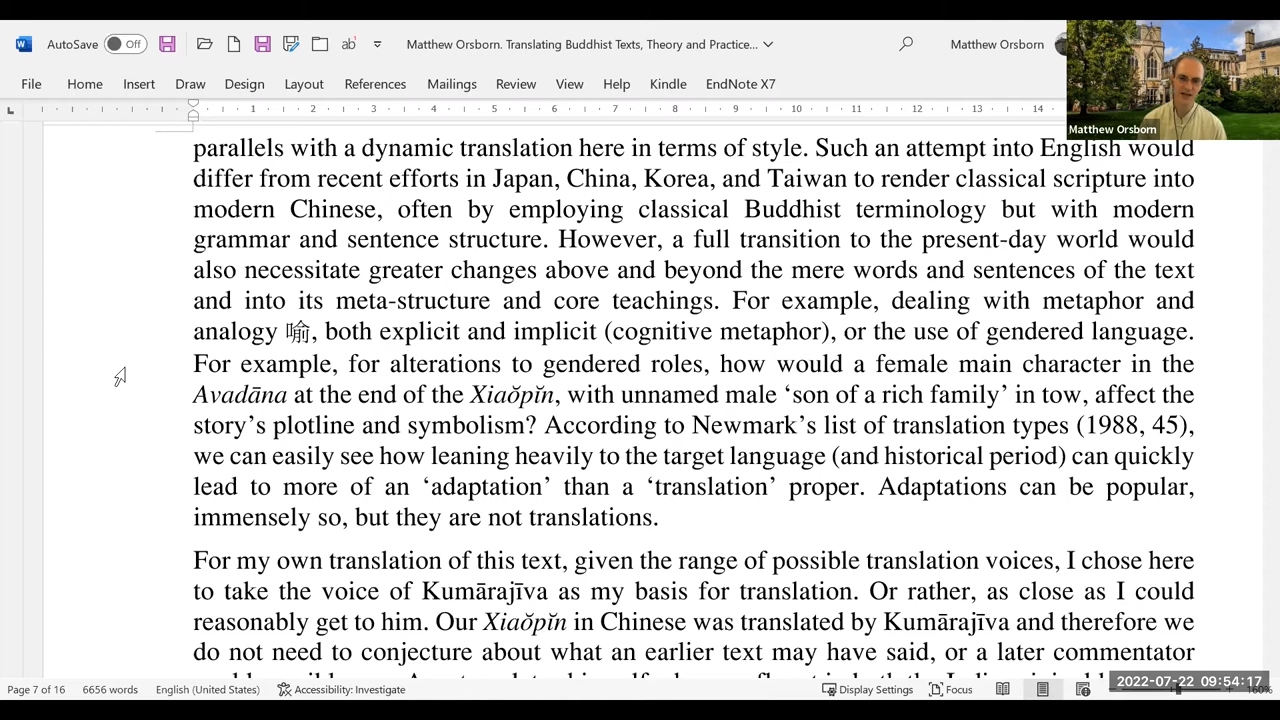 AutoSave Off
Matthew Orsborn. Translating Buddhist Texts, Theory and Practice...
Matthew Orsborn
File Home Insert Draw Design Layout References Mailings Review View Help Kindle EndNote X7
1 2 3 4 5 6 7 8 9 10 11 12 13 14
Matthew Orsborn
parallels with a dynamic translation here in terms of style. Such an attempt into English would
differ from recent efforts in Japan, China, Korea, and Taiwan to render classical scripture into
modern Chinese, often by employing classical Buddhist terminology but with modern
grammar and sentence structure. However, a full transition to the present-day world would
also necessitate greater changes above and beyond the mere words and sentences of the text
and into its meta-structure and core teachings. For example, dealing with metaphor and
analogy 喻, both explicit and implicit (cognitive metaphor), or the use of gendered language.
For example, for alterations to gendered roles, how would a female main character in the
Avadāna at the end of the Xiaŏpĭn, with unnamed male ‘son of a rich family’ in tow, affect the
story’s plotline and symbolism? According to Newmark’s list of translation types (1988, 45),
we can easily see how leaning heavily to the target language (and historical period) can quickly
lead to more of an ‘adaptation’ than a ‘translation’ proper. Adaptations can be popular,
immensely so, but they are not translations.
For my own translation of this text, given the range of possible translation voices, I chose here
to take the voice of Kumārajīva as my basis for translation. Or rather, as close as I could
reasonably get to him. Our Xiaŏpĭn in Chinese was translated by Kumārajīva and therefore we
do not need to conjecture about what an earlier text may have said, or a later commentator
Page 7 of 16 6656 words English (United States) Accessibility: Investigate Display Settings Focus 160%
2022-07-22 09:54:17